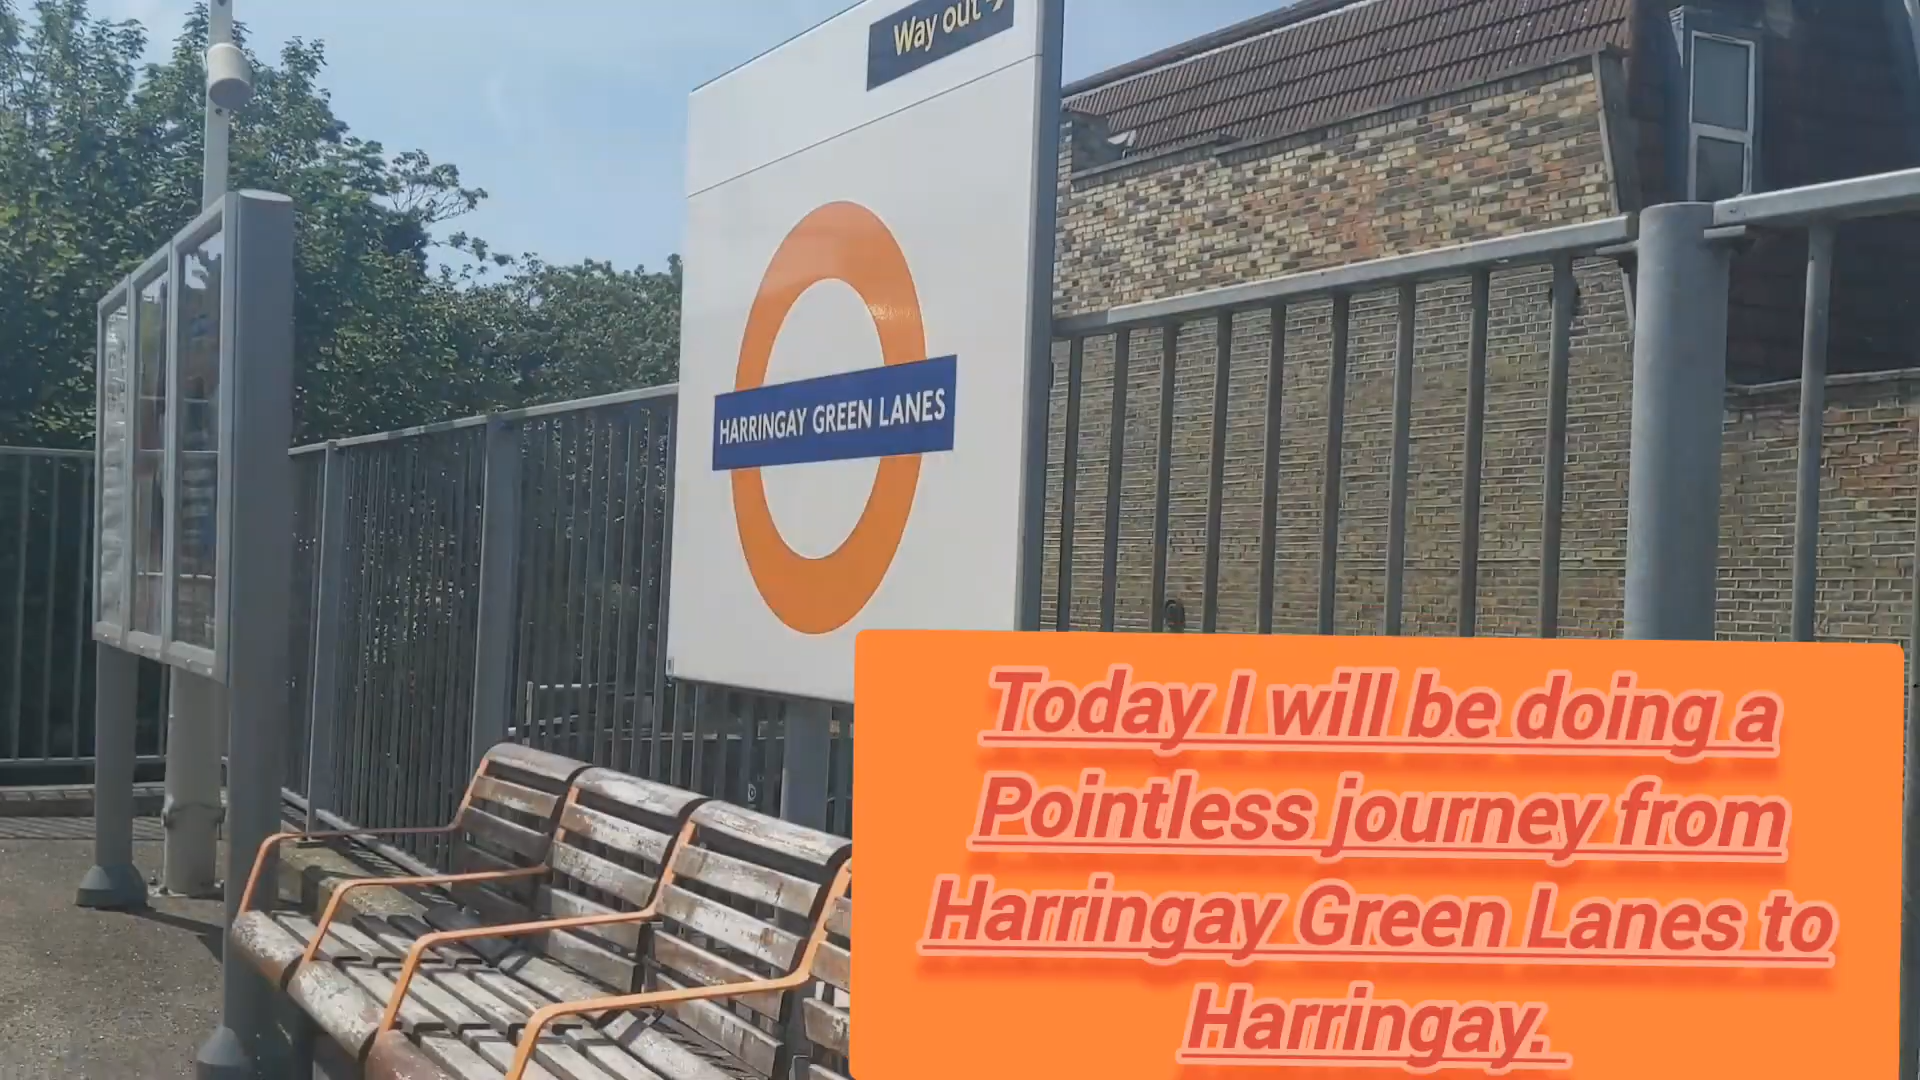 Way out
HARRINGAY GREEN LANES
Today I will be doing a
Pointless journey from
Harringay Green Lanes to
Harringay.